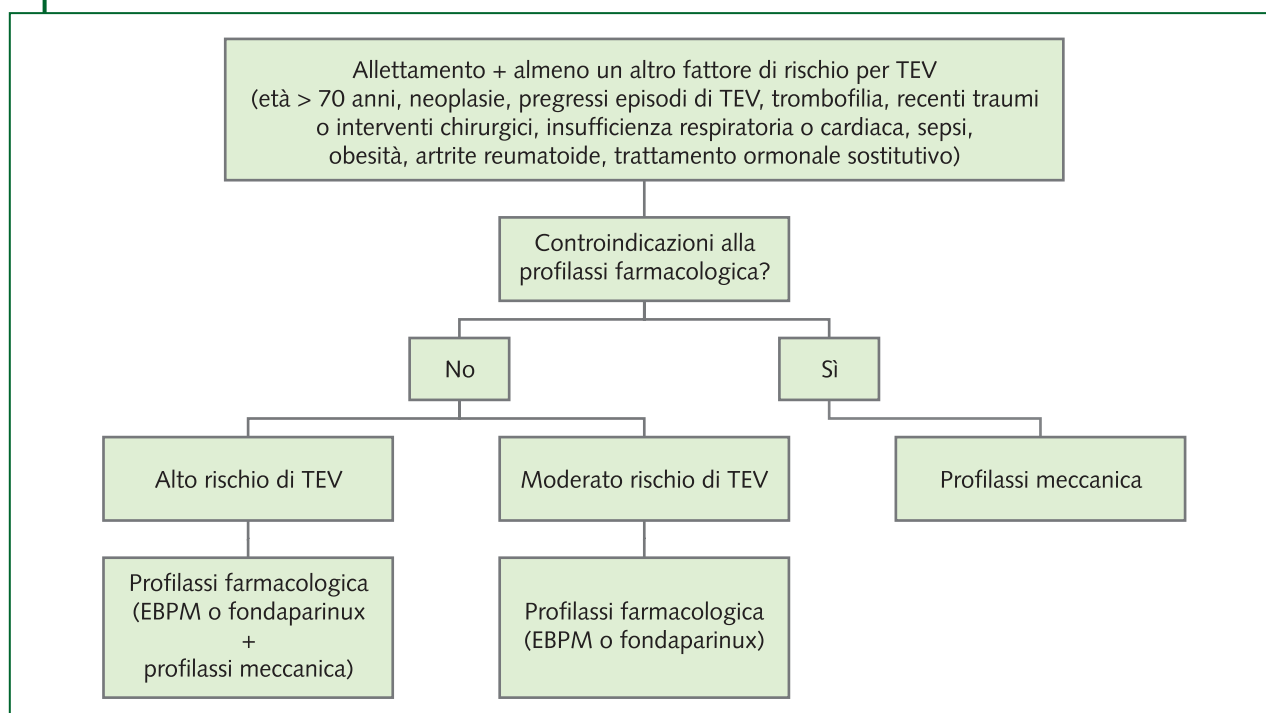 Allettamento + almeno un altro fattore di rischio per TEV
(età > 70 anni, neoplasie, pregressi episodi di TEV, trombofilia, recenti traumi
o interventi chirurgici, insufficienza respiratoria o cardiaca, sepsi,
obesità, artrite reumatoide, trattamento ormonale sostitutivo)
Controindicazioni alla
profilassi farmacologica?
No
Sì
Alto rischio di TEV
Moderato rischio di TEV
Profilassi meccanica
Profilassi farmacologica
(EBPM o fondaparinux
+
profilassi meccanica)
Profilassi farmacologica
(EBPM o fondaparinux)